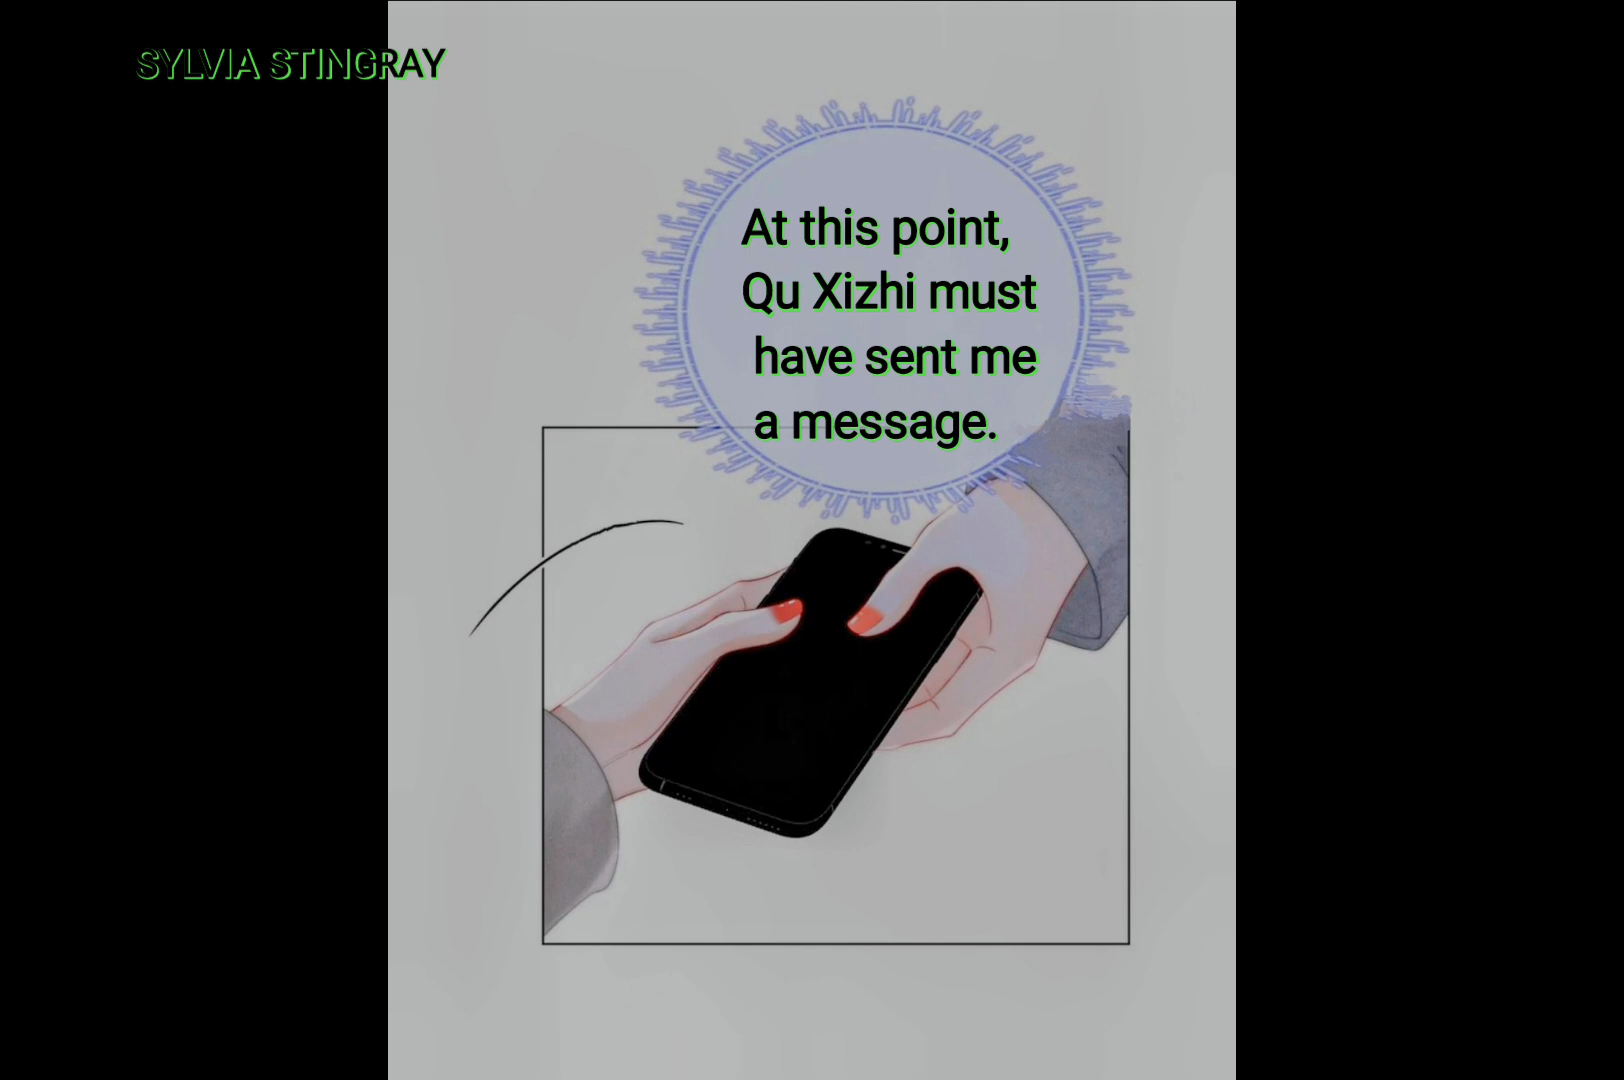 SYLVIA STINGRAY
At this point,
Qu Xizhi must
have sent me
a message.